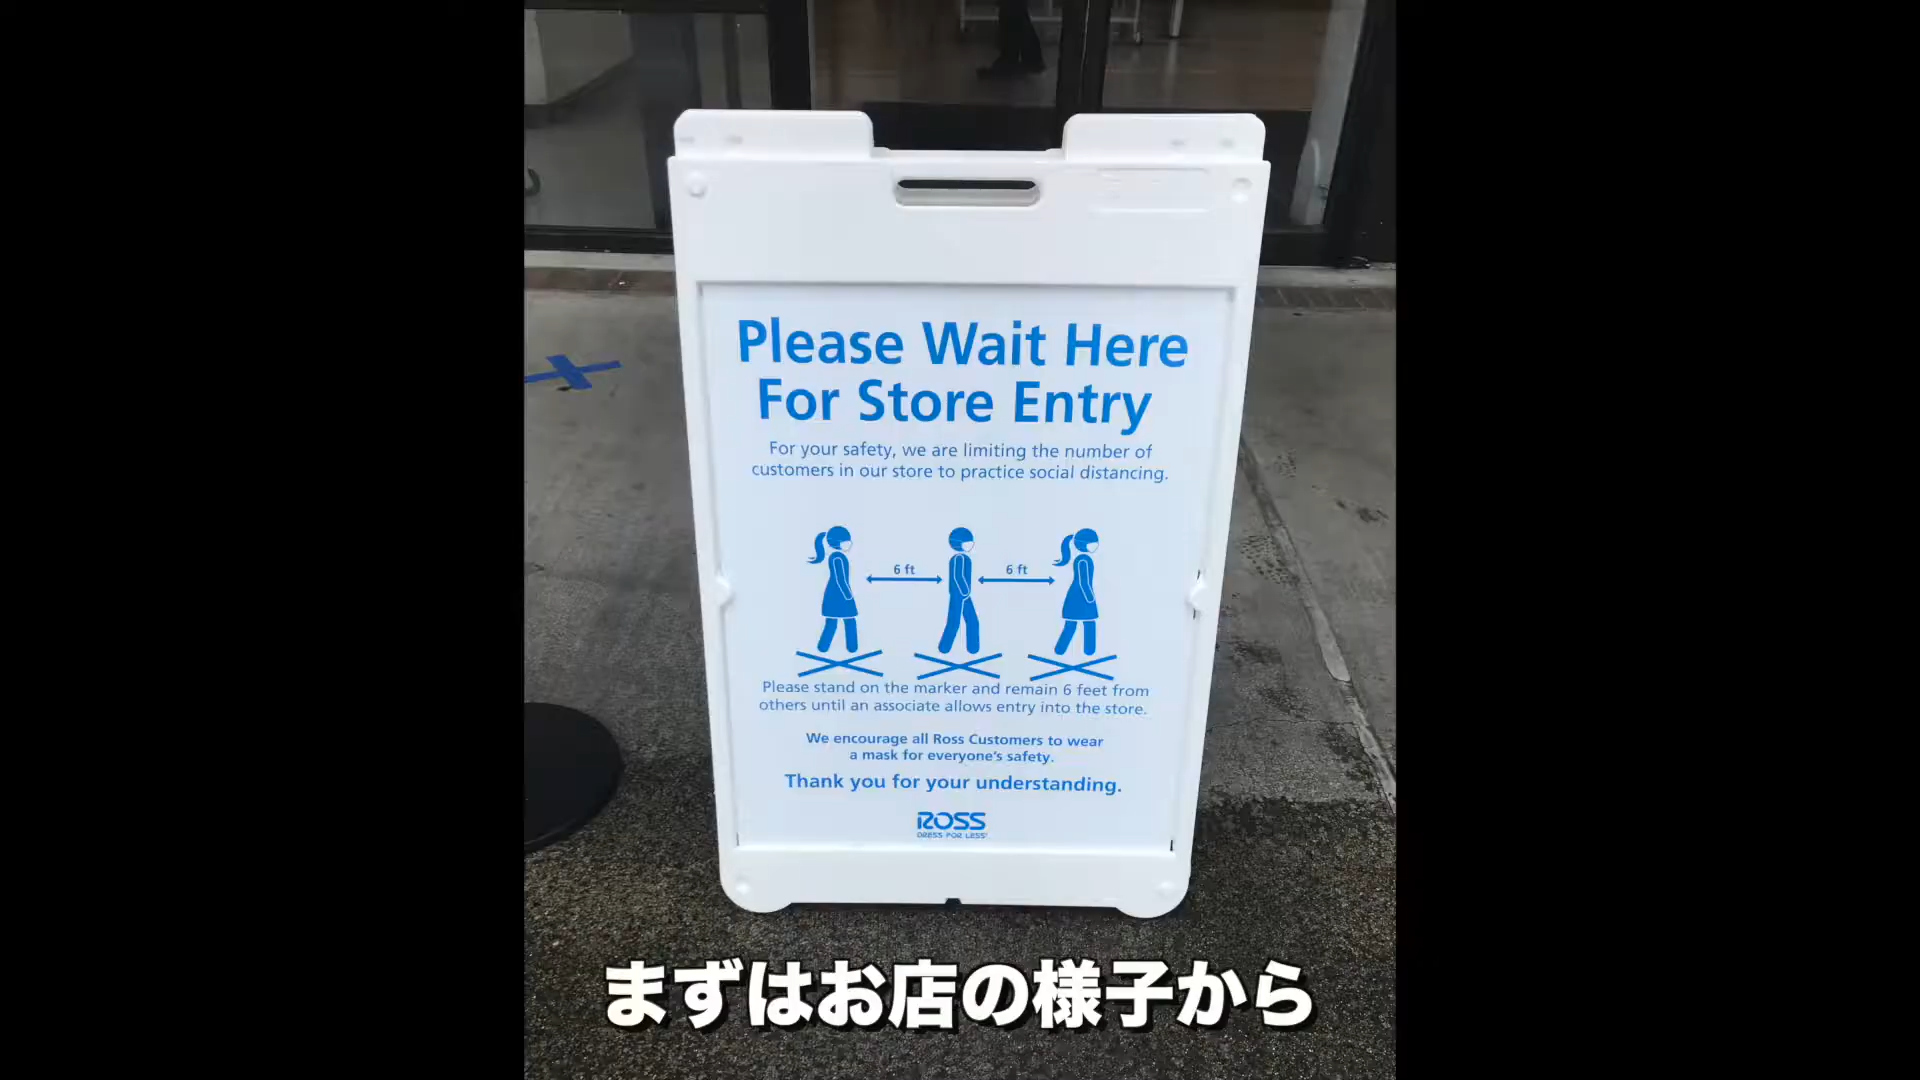 Please Wait Here
For Store Entry
For your safety, we are limiting the number of
customers in our store to practice social distancing.
6 ft
6 ft
Please stand on the marker and remain 6 feet from
others until an associate allows entry into the store.
We encourage all Ross Customers to wear
a mask for everyone's safety.
Thank you for your understanding.
ROSS
DRESS FOR LESS
まずはお店の様子から